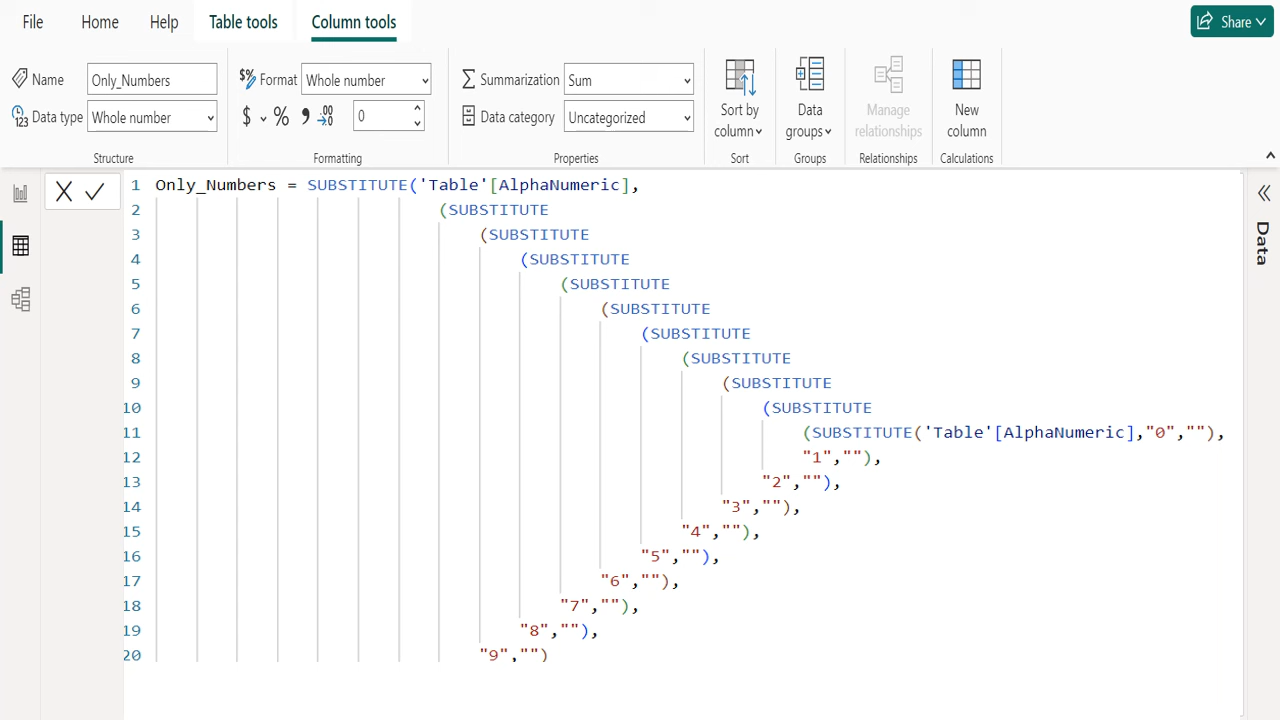 File Home Help Table tools Column tools Share
Name Only_Numbers $% Format Whole number Summarization Sum
Data type Whole number $ % 9 .00 0 Data category Uncategorized
Sort by column Data groups Manage relationships New column
Structure Formatting Properties Sort Groups Relationships Calculations
1 Only_Numbers = SUBSTITUTE('Table'[AlphaNumeric],
2 (SUBSTITUTE
3 (SUBSTITUTE
4 (SUBSTITUTE
5 (SUBSTITUTE
6 (SUBSTITUTE
7 (SUBSTITUTE
8 (SUBSTITUTE
9 (SUBSTITUTE
10 (SUBSTITUTE
11 (SUBSTITUTE('Table'[AlphaNumeric],"0",""),
12 "1",""),
13 "2",""),
14 "3",""),
15 "4",""),
16 "5",""),
17 "6",""),
18 "7",""),
19 "8",""),
20 "9","")
Data